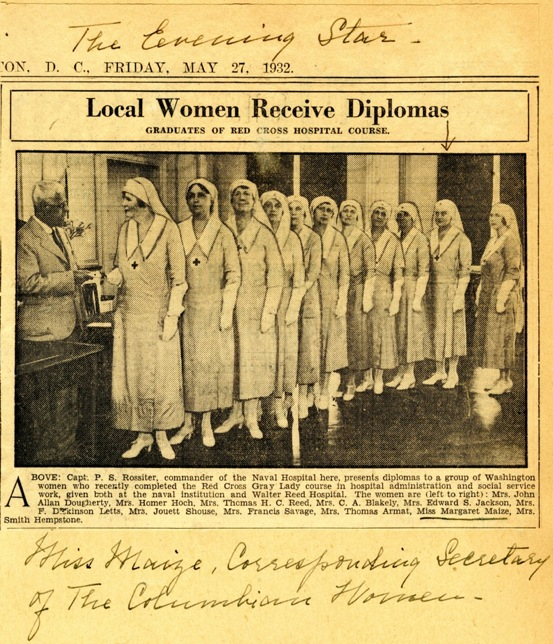 The Evening Star -
TON, D. C., FRIDAY, MAY 27, 1932.
Local Women Receive Diplomas
GRADUATES OF RED CROSS HOSPITAL COURSE.
ABOVE: Capt. P. S. Rossiter, commander of the Naval Hospital here, presents diplomas to a group of Washington
women who recently completed the Red Cross Gray Lady course in hospital administration and social service
work, given both at the naval institution and Walter Reed Hospital. The women are (left to right): Mrs. John
Allan Dougherty, Mrs. Homer Hoch, Mrs. Thomas H. C. Reed, Mrs. C. A. Blakely, Mrs. Edward S. Jackson, Mrs.
F. Dickinson Letts, Mrs. Jouett Shouse, Mrs. Francis Savage, Mrs. Thomas Armat, Miss Margaret Maize, Mrs.
Smith Hempstone.
Miss Maize, Corresponding Secretary
of The Columbian Women -